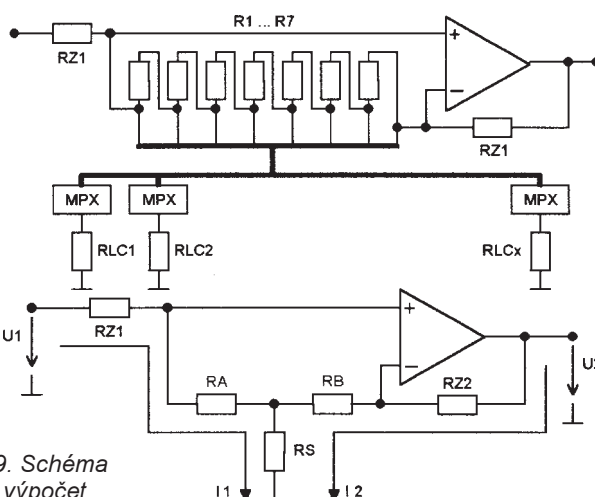 R1 ... R7
+
RZ1
−
RZ1
MPX
MPX
MPX
RLC1
RLC2
RLCx
RZ1
+
U1
−
U2
RA
RB
RZ2
RS
9. Schéma
výpočet
I1
I2